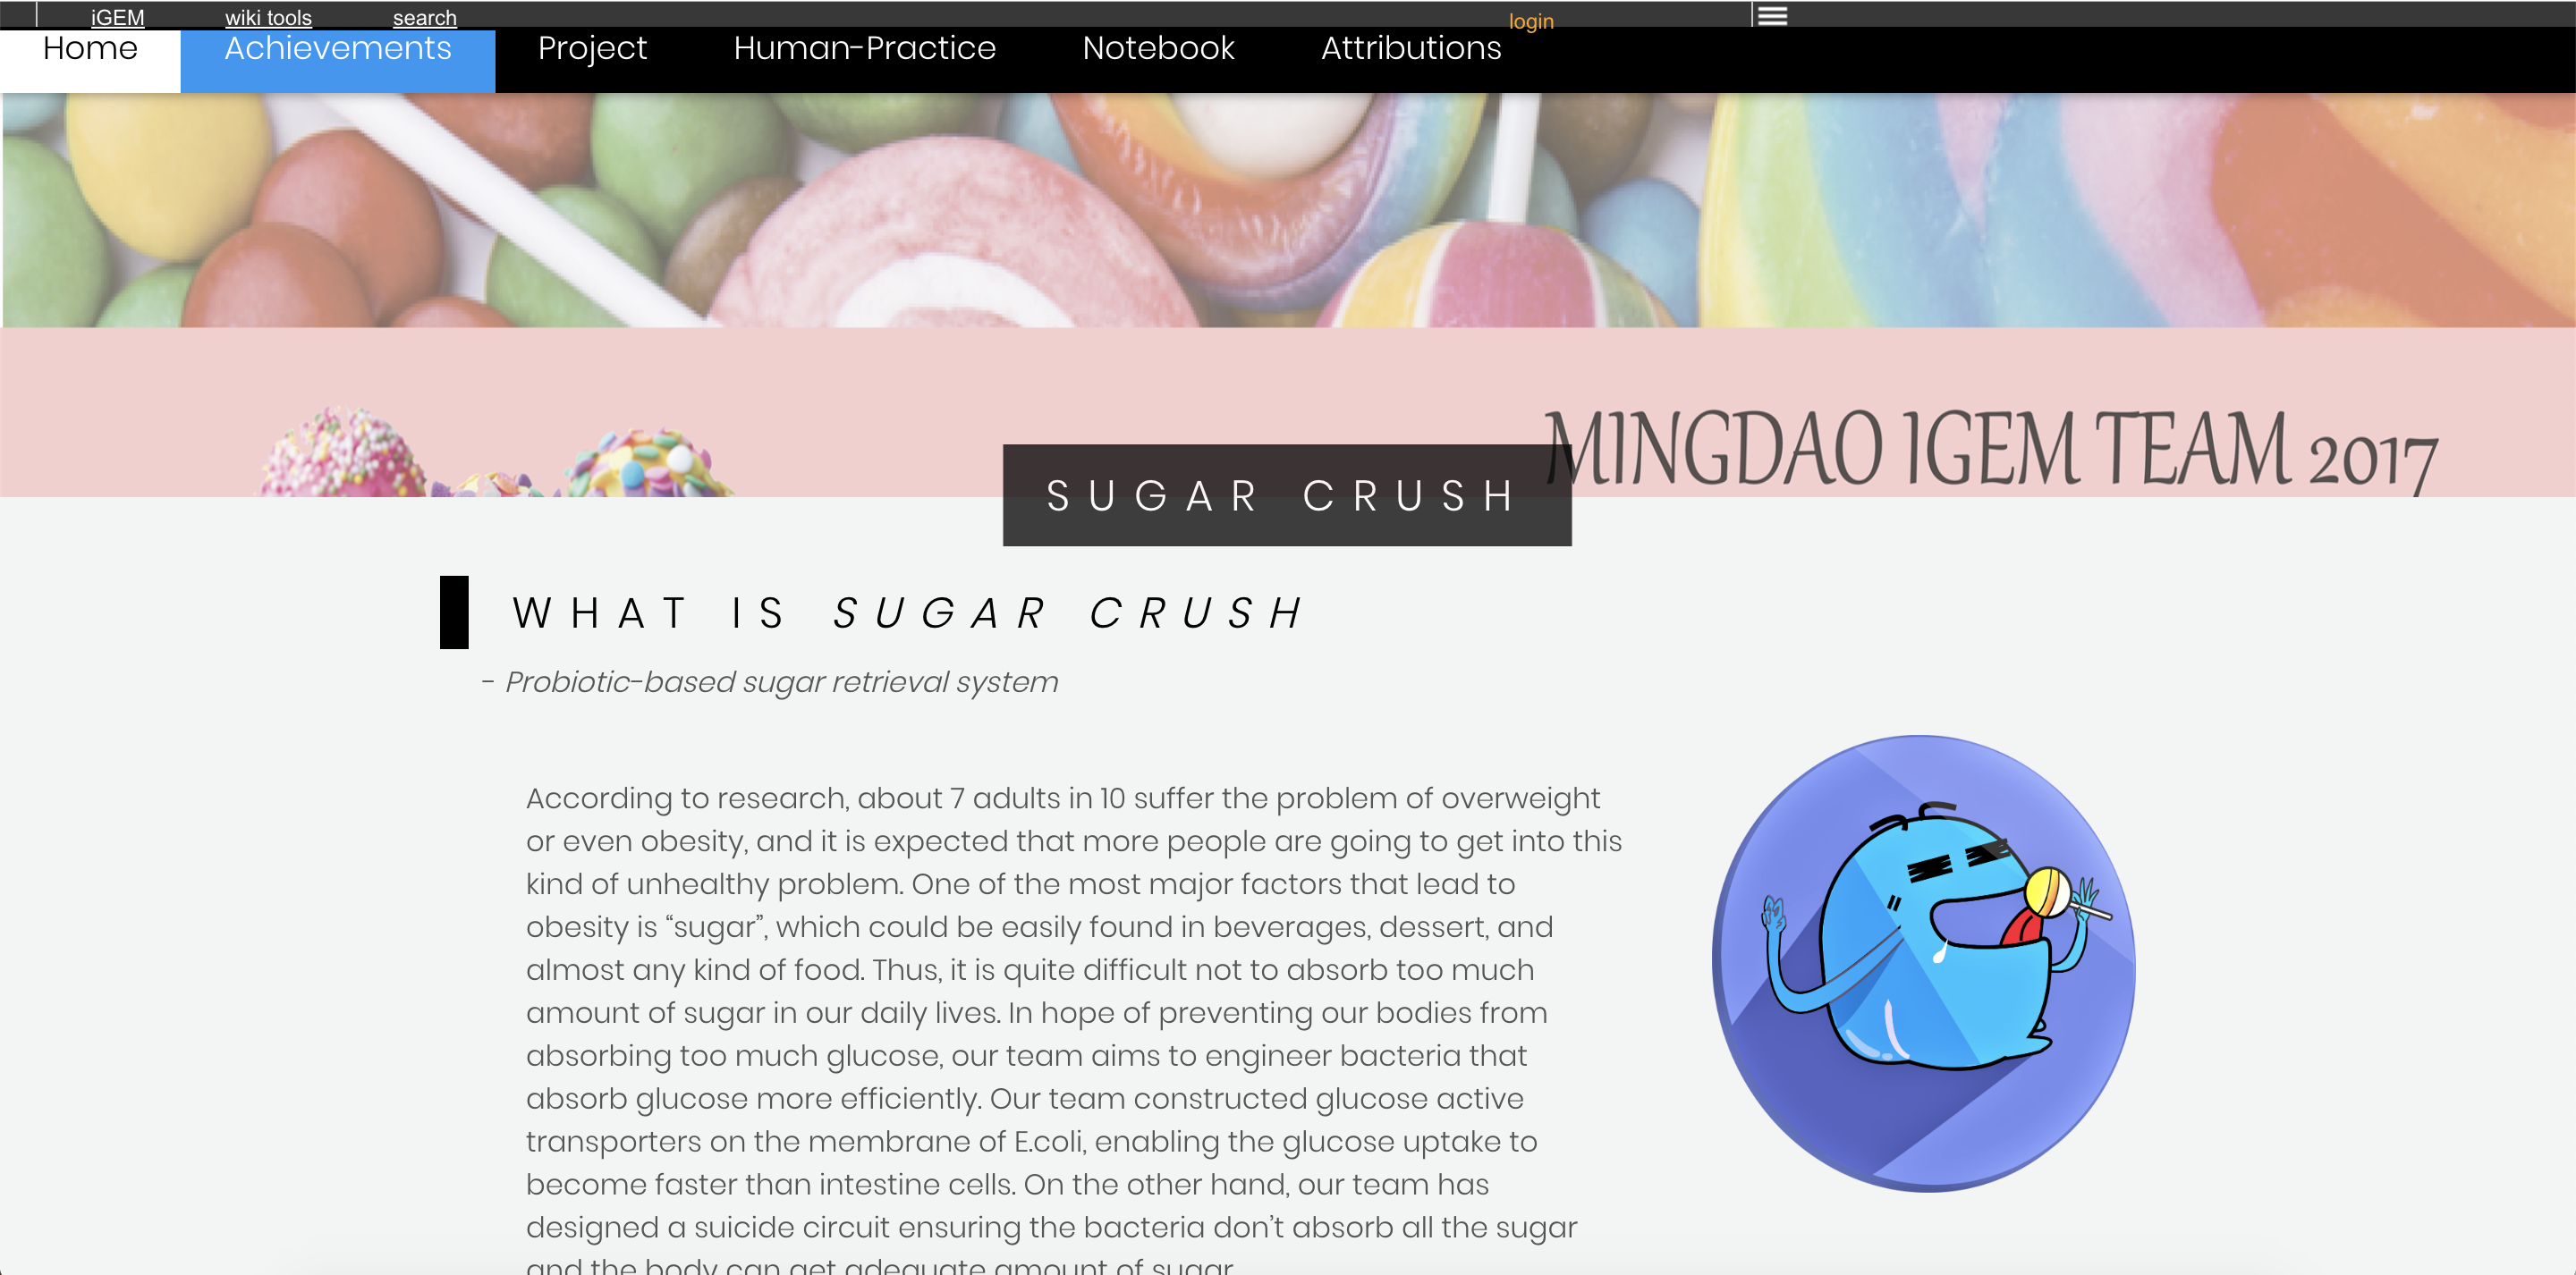 iGEM wiki tools search login
Home Achievements Project Human-Practice Notebook Attributions
MINGDAO IGEM TEAM 2017
SUGAR CRUSH
WHAT IS SUGAR CRUSH
- Probiotic-based sugar retrieval system
According to research, about 7 adults in 10 suffer the problem of overweight
or even obesity, and it is expected that more people are going to get into this
kind of unhealthy problem. One of the most major factors that lead to
obesity is “sugar”, which could be easily found in beverages, dessert, and
almost any kind of food. Thus, it is quite difficult not to absorb too much
amount of sugar in our daily lives. In hope of preventing our bodies from
absorbing too much glucose, our team aims to engineer bacteria that
absorb glucose more efficiently. Our team constructed glucose active
transporters on the membrane of E.coli, enabling the glucose uptake to
become faster than intestine cells. On the other hand, our team has
designed a suicide circuit ensuring the bacteria don’t absorb all the sugar
and the body can get adequate amount of sugar.